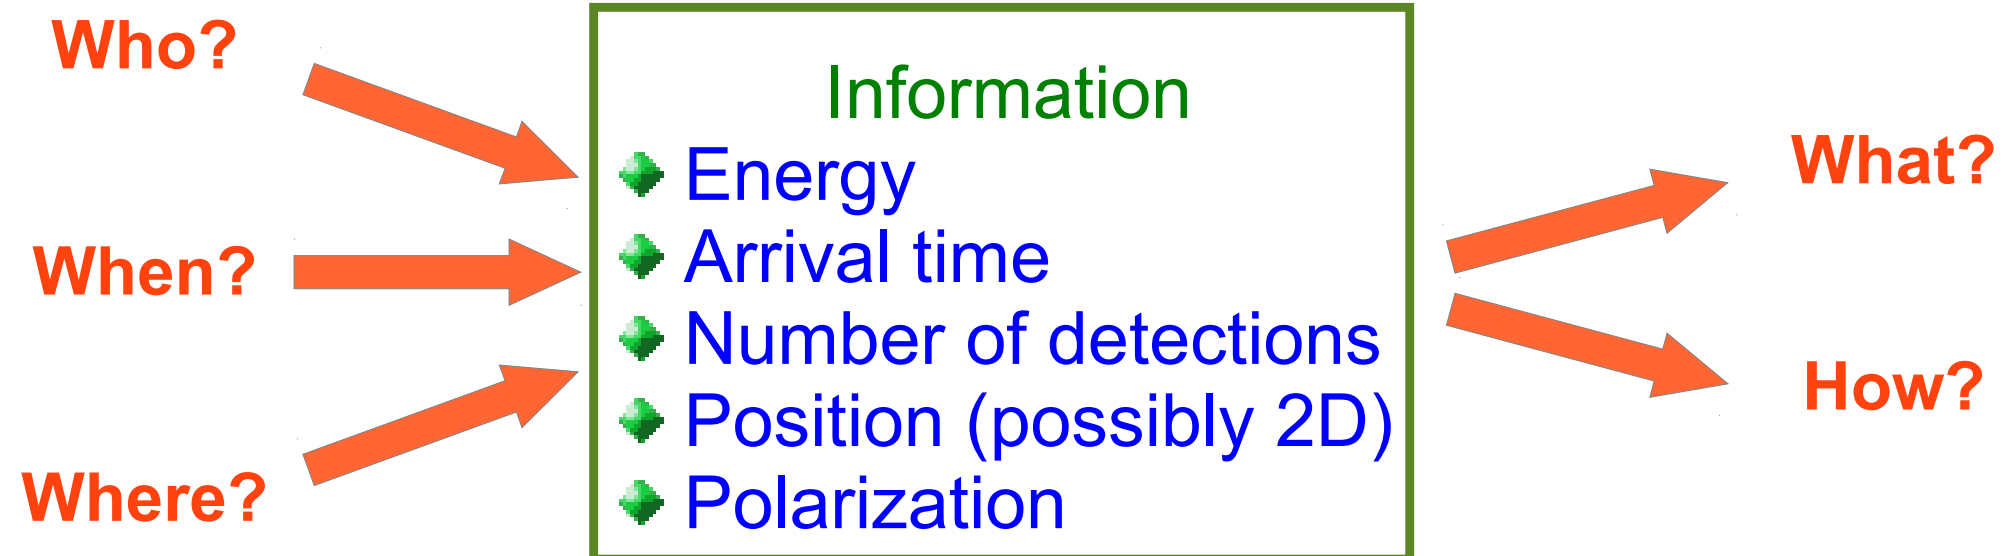 Who?
When?
Where?
Information
Energy
Arrival time
Number of detections
Position (possibly 2D)
Polarization
What?
How?